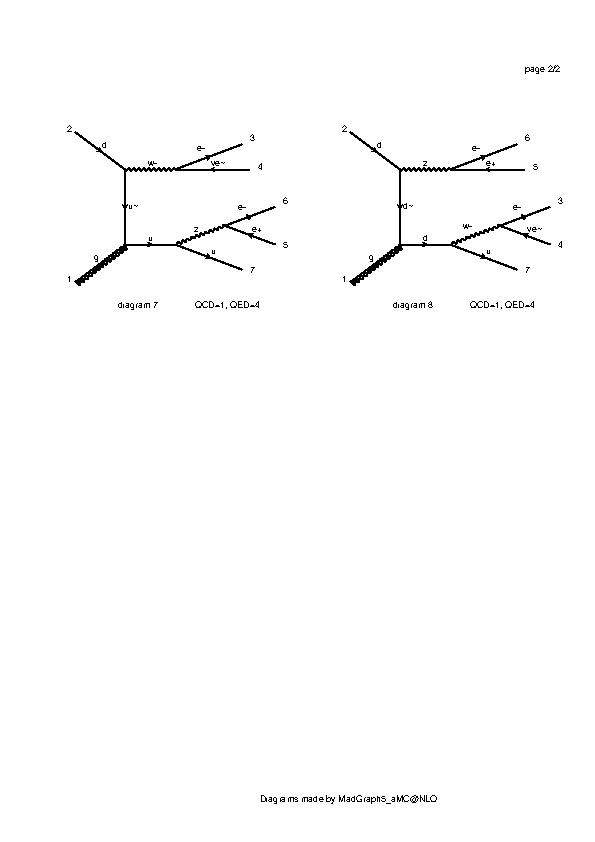 page 2/2
2
d
w-
e-
3
ve~
4
u~
g
1
u
z
e-
6
e+
5
u
7
diagram 7 QCD=1, QED=4
2
d
z
e-
6
e+
5
d~
g
1
d
w-
e-
3
ve~
4
u
7
diagram 8 QCD=1, QED=4
Diagrams made by MadGraph5_aMC@NLO